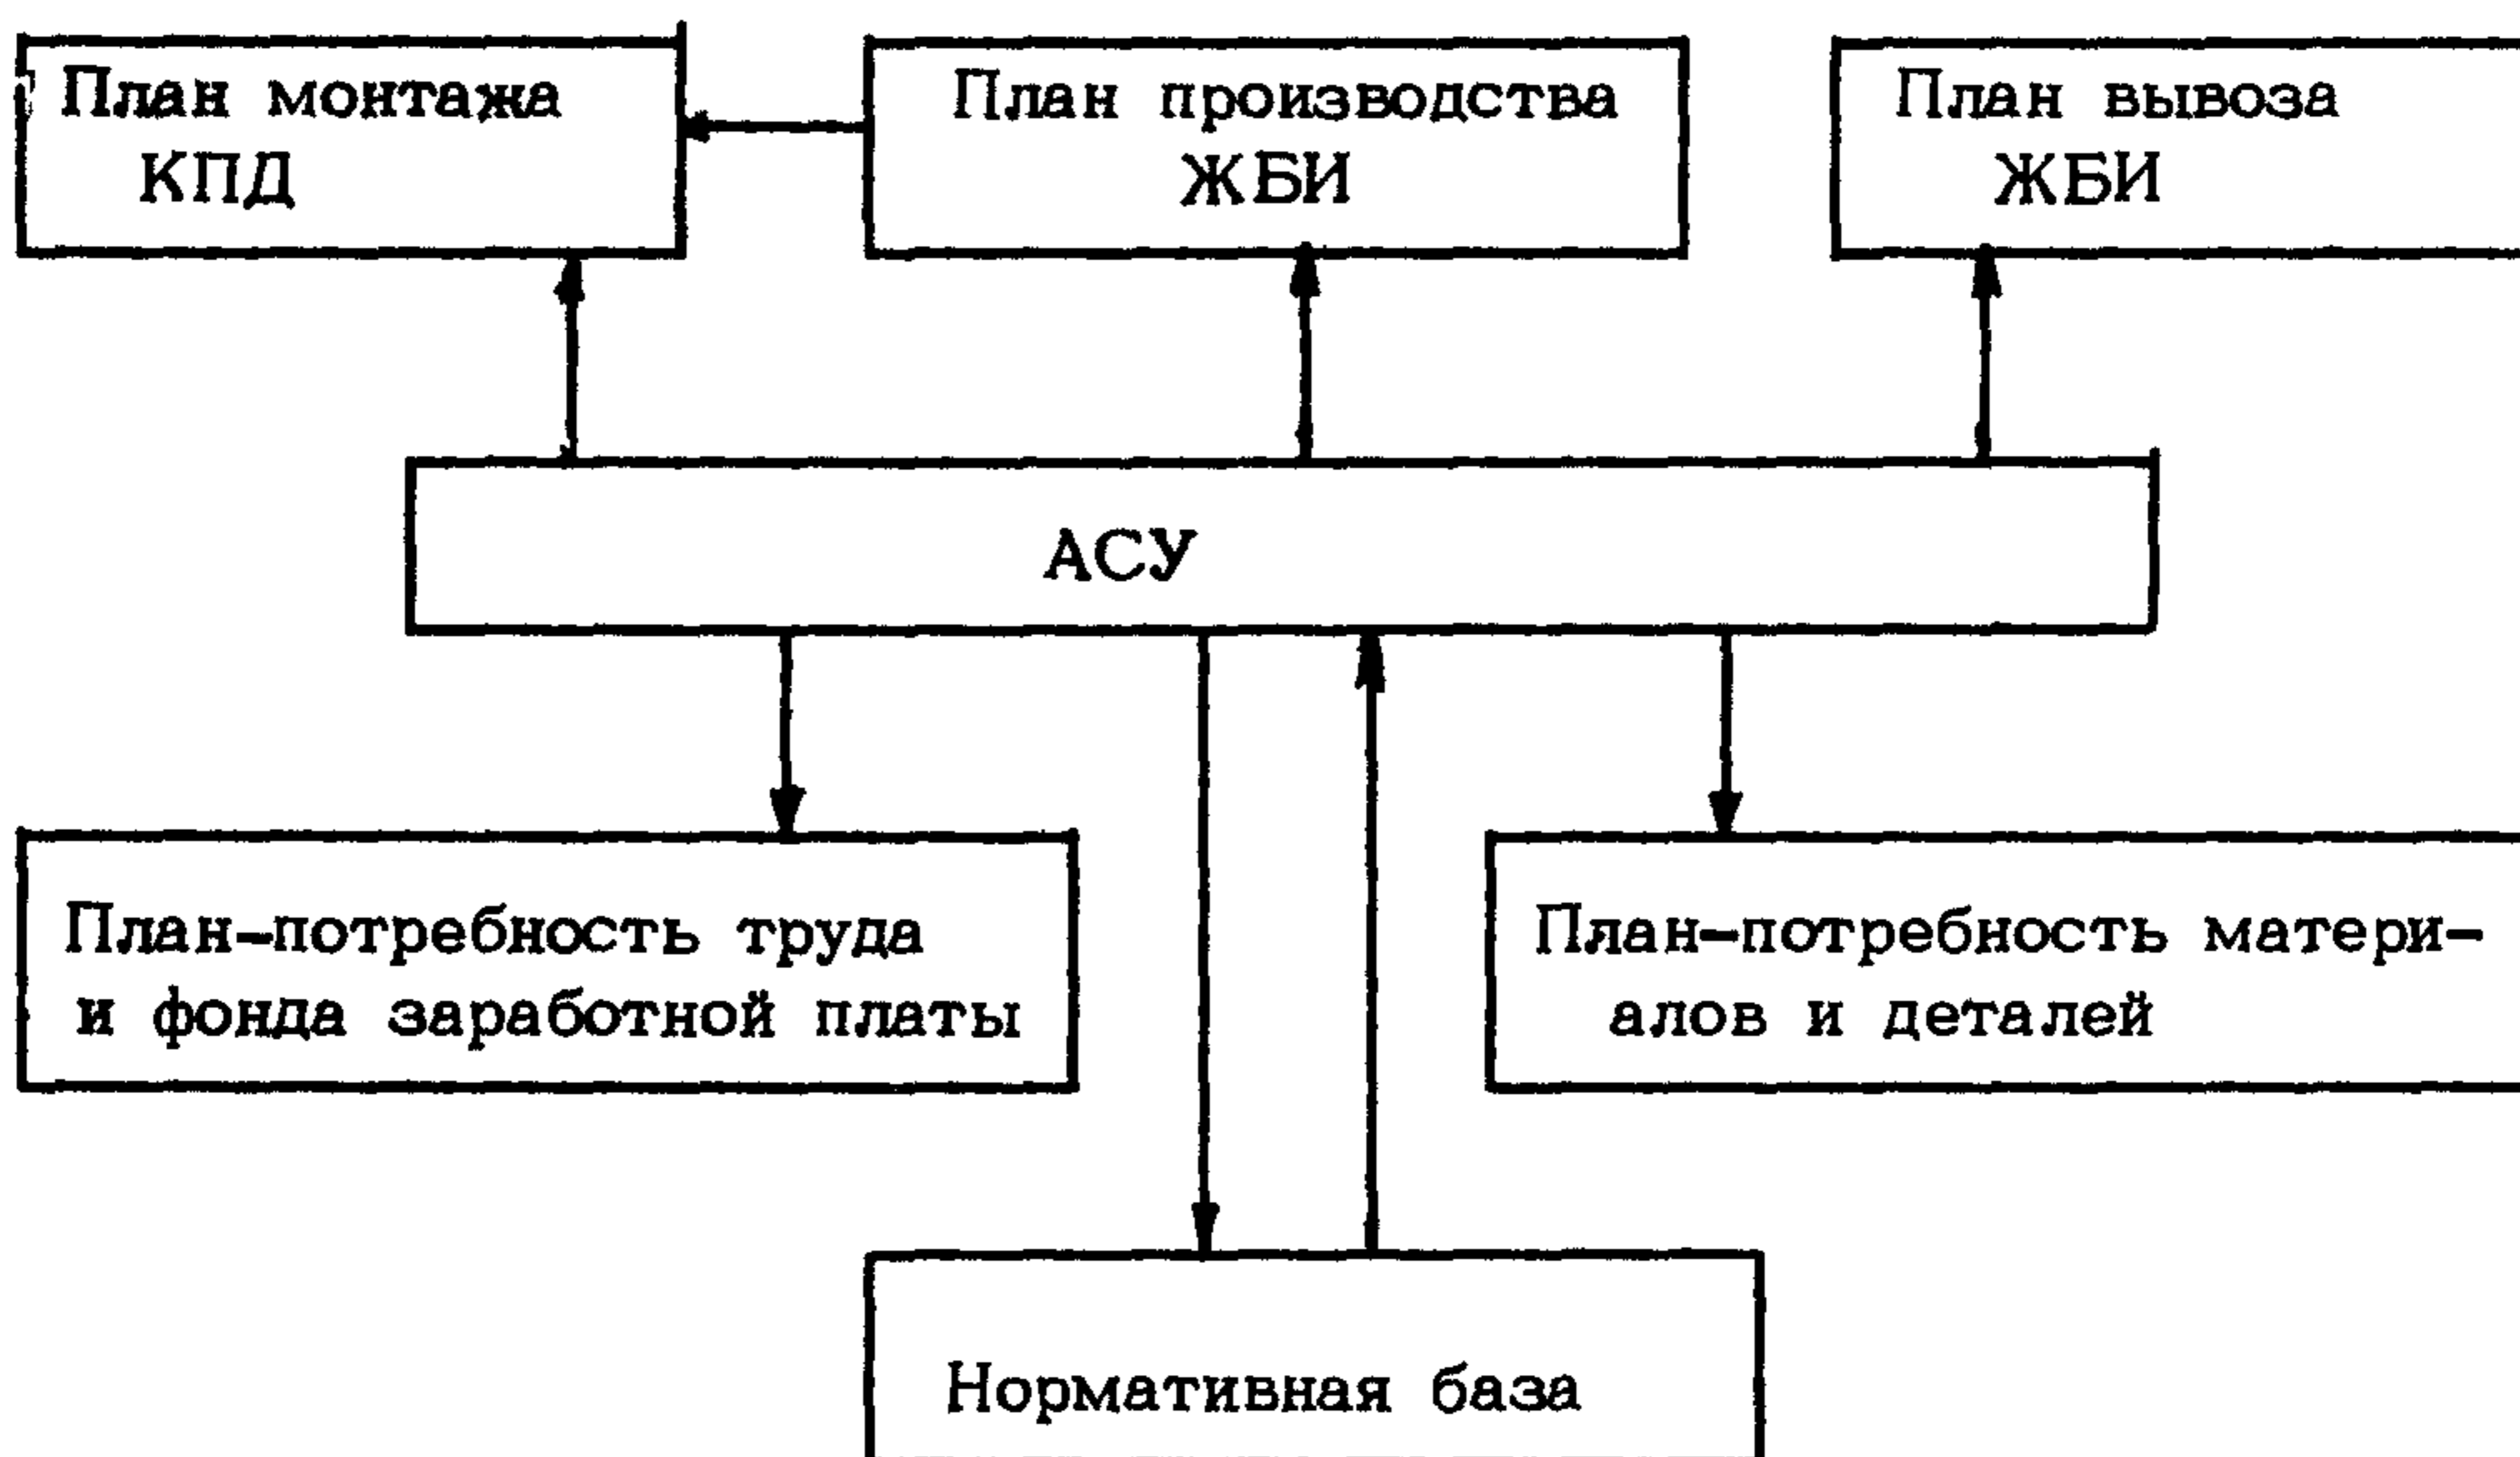 План монтажа
КПД
План производства
ЖБИ
План вывоза
ЖБИ
АСУ
План-потребность труда
и фонда заработной платы
План-потребность матери-
алов и деталей
Нормативная база